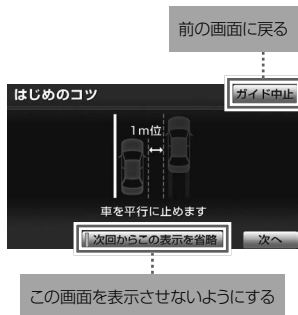 前の画面に戻る
はじめのコツ
ガイド中止
1m位
車を平行に止めます
次回からこの表示を省略
次へ
この画面を表示させないようにする